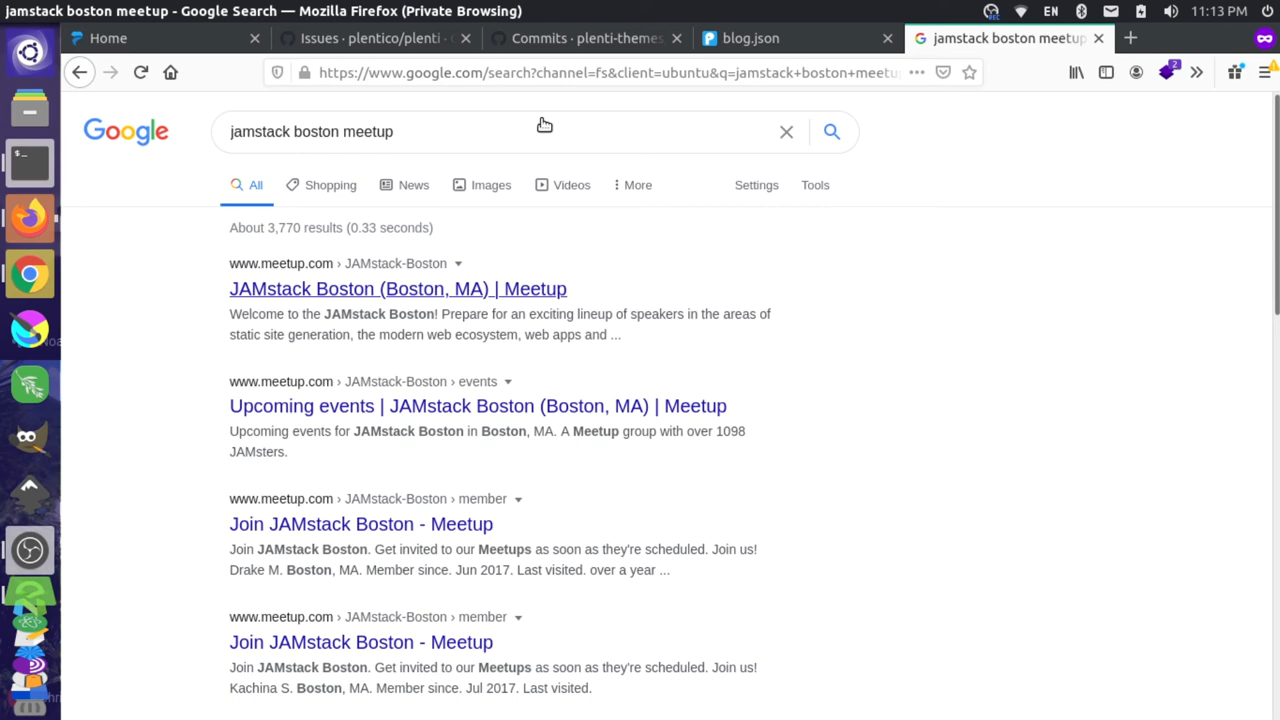 jamstack boston meetup - Google Search — Mozilla Firefox (Private Browsing)
EN
11:13 PM
Home
Issues · plentico/plenti ·
Commits · plenti-themes
blog.json
jamstack boston meetup
https://www.google.com/search?channel=fs&client=ubuntu&q=jamstack+boston+meetu
2
Google
jamstack boston meetup
All
Shopping
News
Images
Videos
More
Settings
Tools
About 3,770 results (0.33 seconds)
www.meetup.com › JAMstack-Boston
JAMstack Boston (Boston, MA) | Meetup
Welcome to the JAMstack Boston! Prepare for an exciting lineup of speakers in the areas of
static site generation, the modern web ecosystem, web apps and ...
www.meetup.com › JAMstack-Boston › events
Upcoming events | JAMstack Boston (Boston, MA) | Meetup
Upcoming events for JAMstack Boston in Boston, MA. A Meetup group with over 1098
JAMsters.
www.meetup.com › JAMstack-Boston › member
Join JAMstack Boston - Meetup
Join JAMstack Boston. Get invited to our Meetups as soon as they're scheduled. Join us!
Drake M. Boston, MA. Member since. Jun 2017. Last visited. over a year ...
www.meetup.com › JAMstack-Boston › member
Join JAMstack Boston - Meetup
Join JAMstack Boston. Get invited to our Meetups as soon as they're scheduled. Join us!
Kachina S. Boston, MA. Member since. Jul 2017. Last visited.